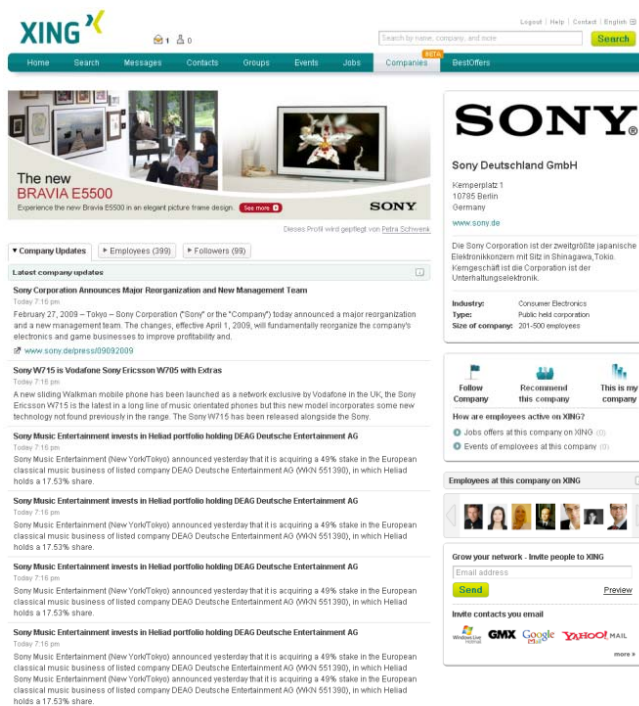 XING
1 0
Logout | Help | Contact | English
Search by name, company, and more
Search
Home Search Messages Contacts Groups Events Jobs Companies BETA BestOffers
The new
BRAVIA E5500
Experience the new Bravia E5500 in an elegant picture frame design. See more
SONY
Dieses Profil wird gepflegt von Petra Schwenk
Company Updates Employees (399) Followers (99)
Latest company updates
Sony Corporation Announces Major Reorganization and New Management Team
Today 7:16 pm
February 27, 2009 – Tokyo – Sony Corporation ("Sony" or the "Company") today announced a major reorganization
and a new management team. The changes, effective April 1, 2009, will fundamentally reorganize the company's
electronics and game businesses to improve profitability and.
www.sony.de/press/09092009
Sony W715 is Vodafone Sony Ericsson W705 with Extras
Today 7:16 pm
A new sliding Walkman mobile phone has been launched as a network exclusive by Vodafone in the UK, the Sony
Ericsson W715 is the latest in a long line of music orientated phones but this new model incorporates some new
technology not found previously in the range. The Sony W715 has been released alongside the Sony.
Sony Music Entertainment invests in Heliad portfolio holding DEAG Deutsche Entertainment AG
Today 7:16 pm
Sony Music Entertainment (New York/Tokyo) announced yesterday that it is acquiring a 49% stake in the European
classical music business of listed company DEAG Deutsche Entertainment AG (WKN 551390), in which Heliad
holds a 17.53% share.
Sony Music Entertainment invests in Heliad portfolio holding DEAG Deutsche Entertainment AG
Today 7:16 pm
Sony Music Entertainment (New York/Tokyo) announced yesterday that it is acquiring a 49% stake in the European
classical music business of listed company DEAG Deutsche Entertainment AG (WKN 551390), in which Heliad
holds a 17.53% share.
Sony Music Entertainment invests in Heliad portfolio holding DEAG Deutsche Entertainment AG
Today 7:16 pm
Sony Music Entertainment (New York/Tokyo) announced yesterday that it is acquiring a 49% stake in the European
classical music business of listed company DEAG Deutsche Entertainment AG (WKN 551390), in which Heliad
holds a 17.53% share.
Sony Music Entertainment invests in Heliad portfolio holding DEAG Deutsche Entertainment AG
Today 7:16 pm
Sony Music Entertainment (New York/Tokyo) announced yesterday that it is acquiring a 49% stake in the European
classical music business of listed company DEAG Deutsche Entertainment AG (WKN 551390), in which Heliad
Sony Music Entertainment (New York/Tokyo) announced yesterday that it is acquiring a 49% stake in the European
classical music business of listed company DEAG Deutsche Entertainment AG (WKN 551390), in which Heliad
holds a 17.53% share.
SONY®
Sony Deutschland GmbH
Kemperplatz 1
10785 Berlin
Germany
www.sony.de
Die Sony Corporation ist der zweitgrößte japanische
Elektronikkonzern mit Sitz in Shinagawa, Tokio.
Kerngeschäft ist die Corporation ist der
Unterhaltungselektronik.
Industry: Consumer Electronics
Type: Public held corporation
Size of company: 201-500 employees
Follow Company
Recommend this company
This is my company
How are employees active on XING?
Jobs offers at this company on XING (0)
Events of employees at this company (0)
Employees at this company on XING
Grow your network - Invite people to XING
Email address
Send Preview
Invite contacts you email
Windows Live Hotmail GMX Google Mail YAHOO! MAIL
more »